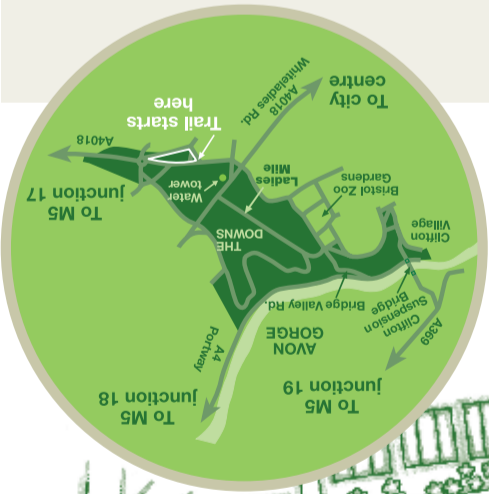 To M5
junction 19
To M5
junction 18
A369
Clifton
Suspension
Bridge
AVON
GORGE
A4
Portway
Bridge Valley Rd.
Clifton
Village
THE
DOWNS
Bristol Zoo
Gardens
Ladies
Mile
Water
tower
To M5
junction 17
A4018
Trail starts
here
To city
centre
A4018
Whiteladies Rd.